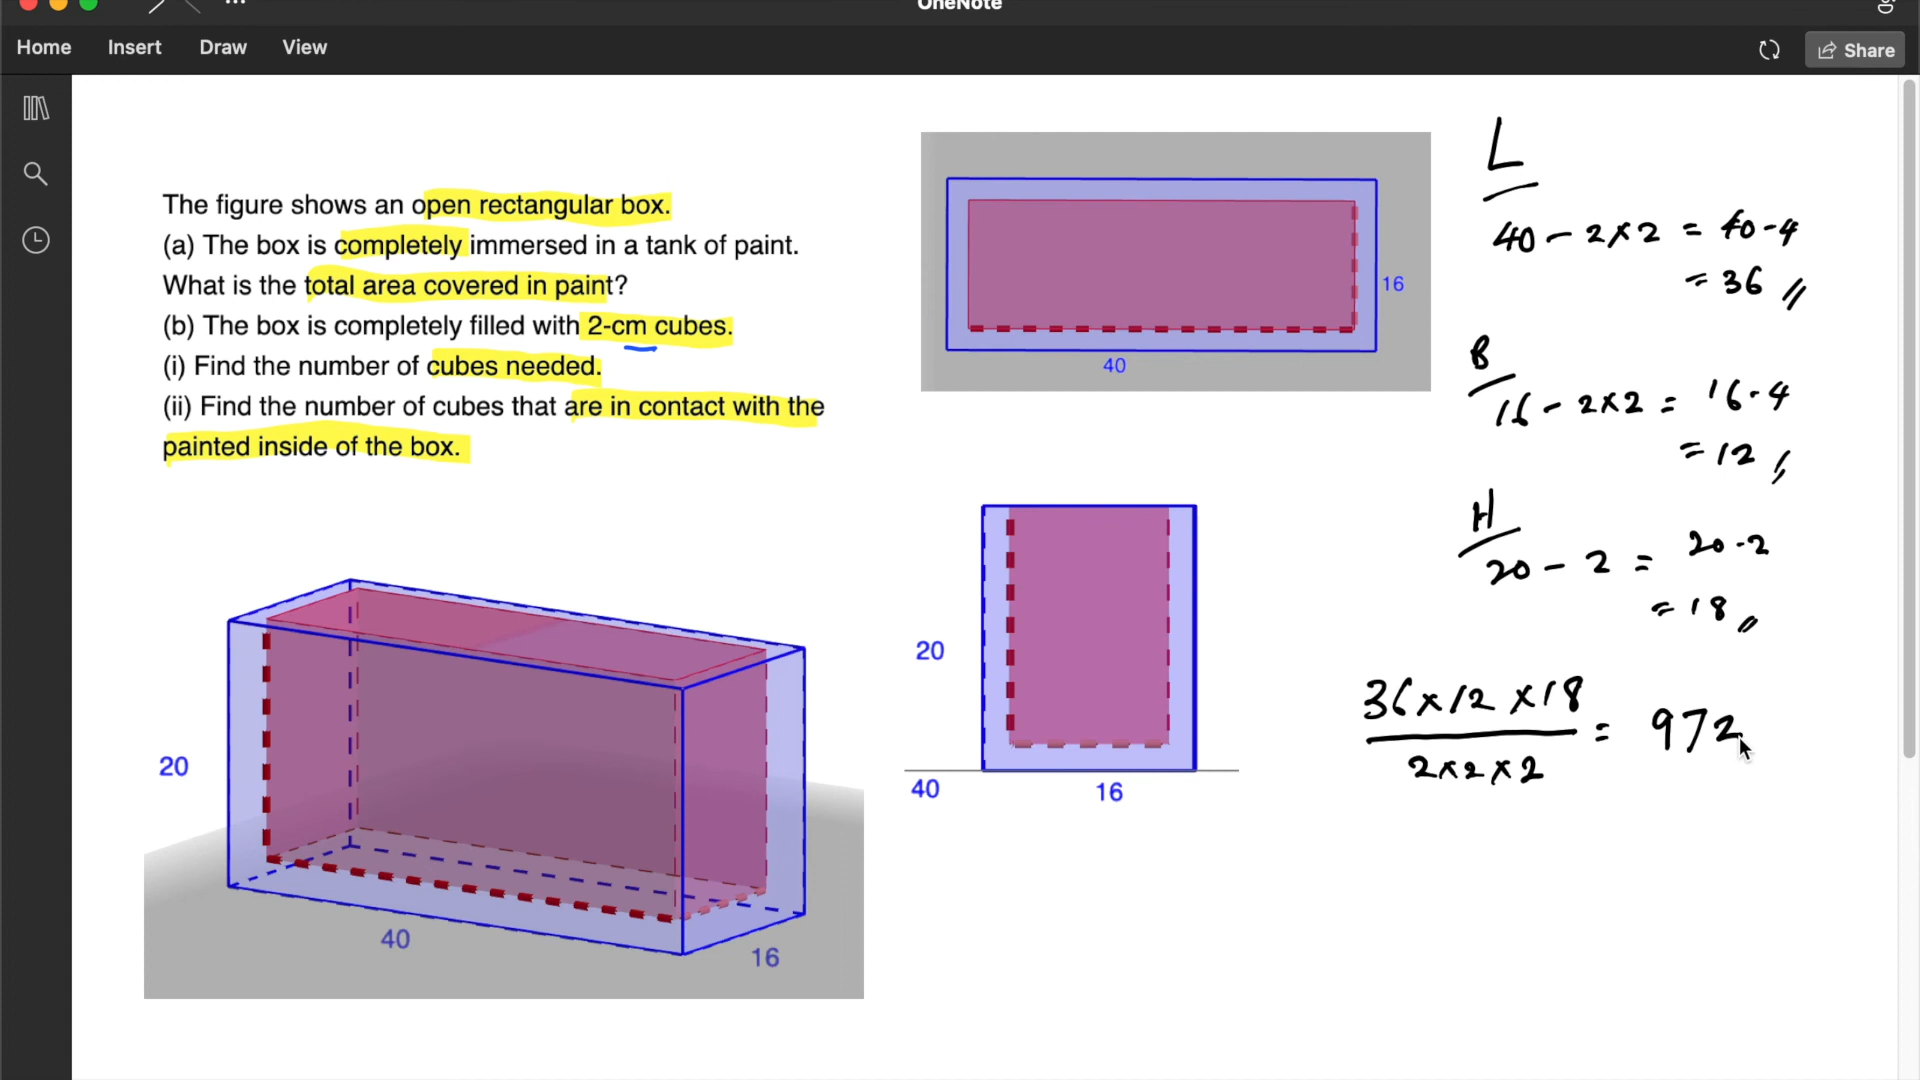 OneNote
Home Insert Draw View Share
The figure shows an open rectangular box.
(a) The box is completely immersed in a tank of paint.
What is the total area covered in paint?
(b) The box is completely filled with 2-cm cubes.
(i) Find the number of cubes needed.
(ii) Find the number of cubes that are in contact with the
painted inside of the box.
20
40
16
16
40
20
40
16
L
40 - 2×2 = 40-4
= 36 //
B
16 - 2×2 = 16-4
= 12 //
H
20 - 2 = 20-2
= 18 //
36×12×18
= 972
2×2×2